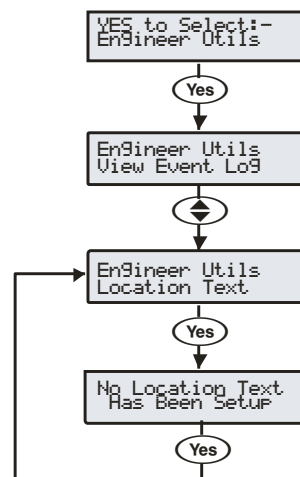 YES to Select:-
Engineer Utils
Yes
Engineer Utils
View Event Log
Engineer Utils
Location Text
Yes
No Location Text
Has Been Setup
Yes